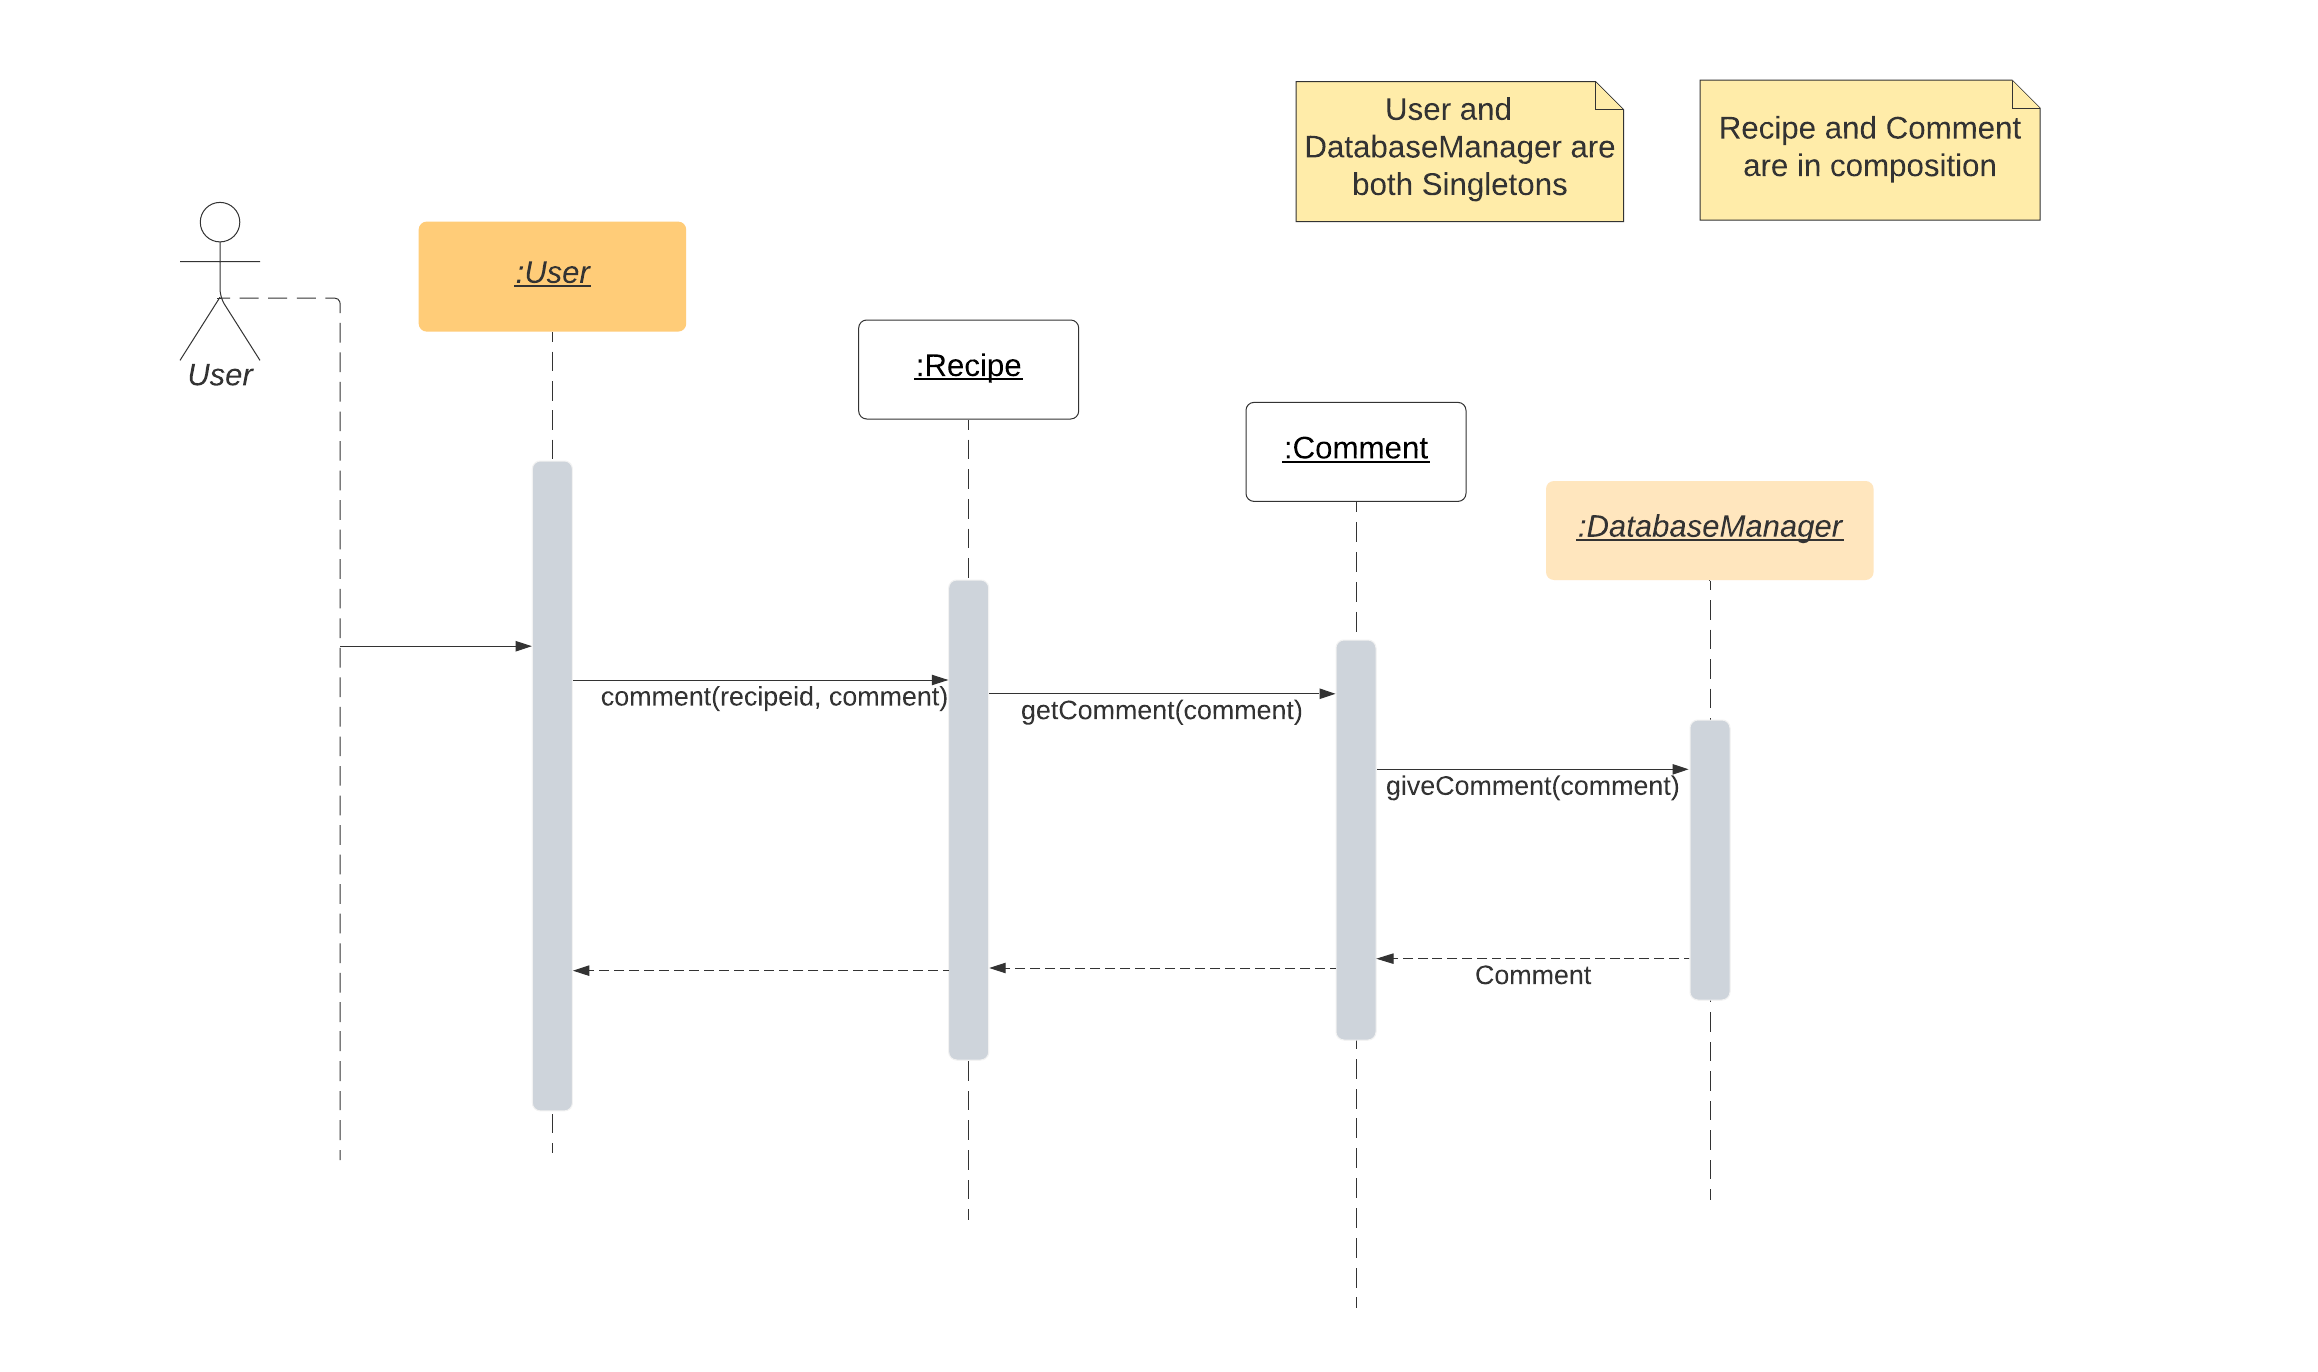 User and
DatabaseManager are
both Singletons
Recipe and Comment
are in composition
User
:User
:Recipe
:Comment
:DatabaseManager
comment(recipeid, comment)
getComment(comment)
giveComment(comment)
Comment